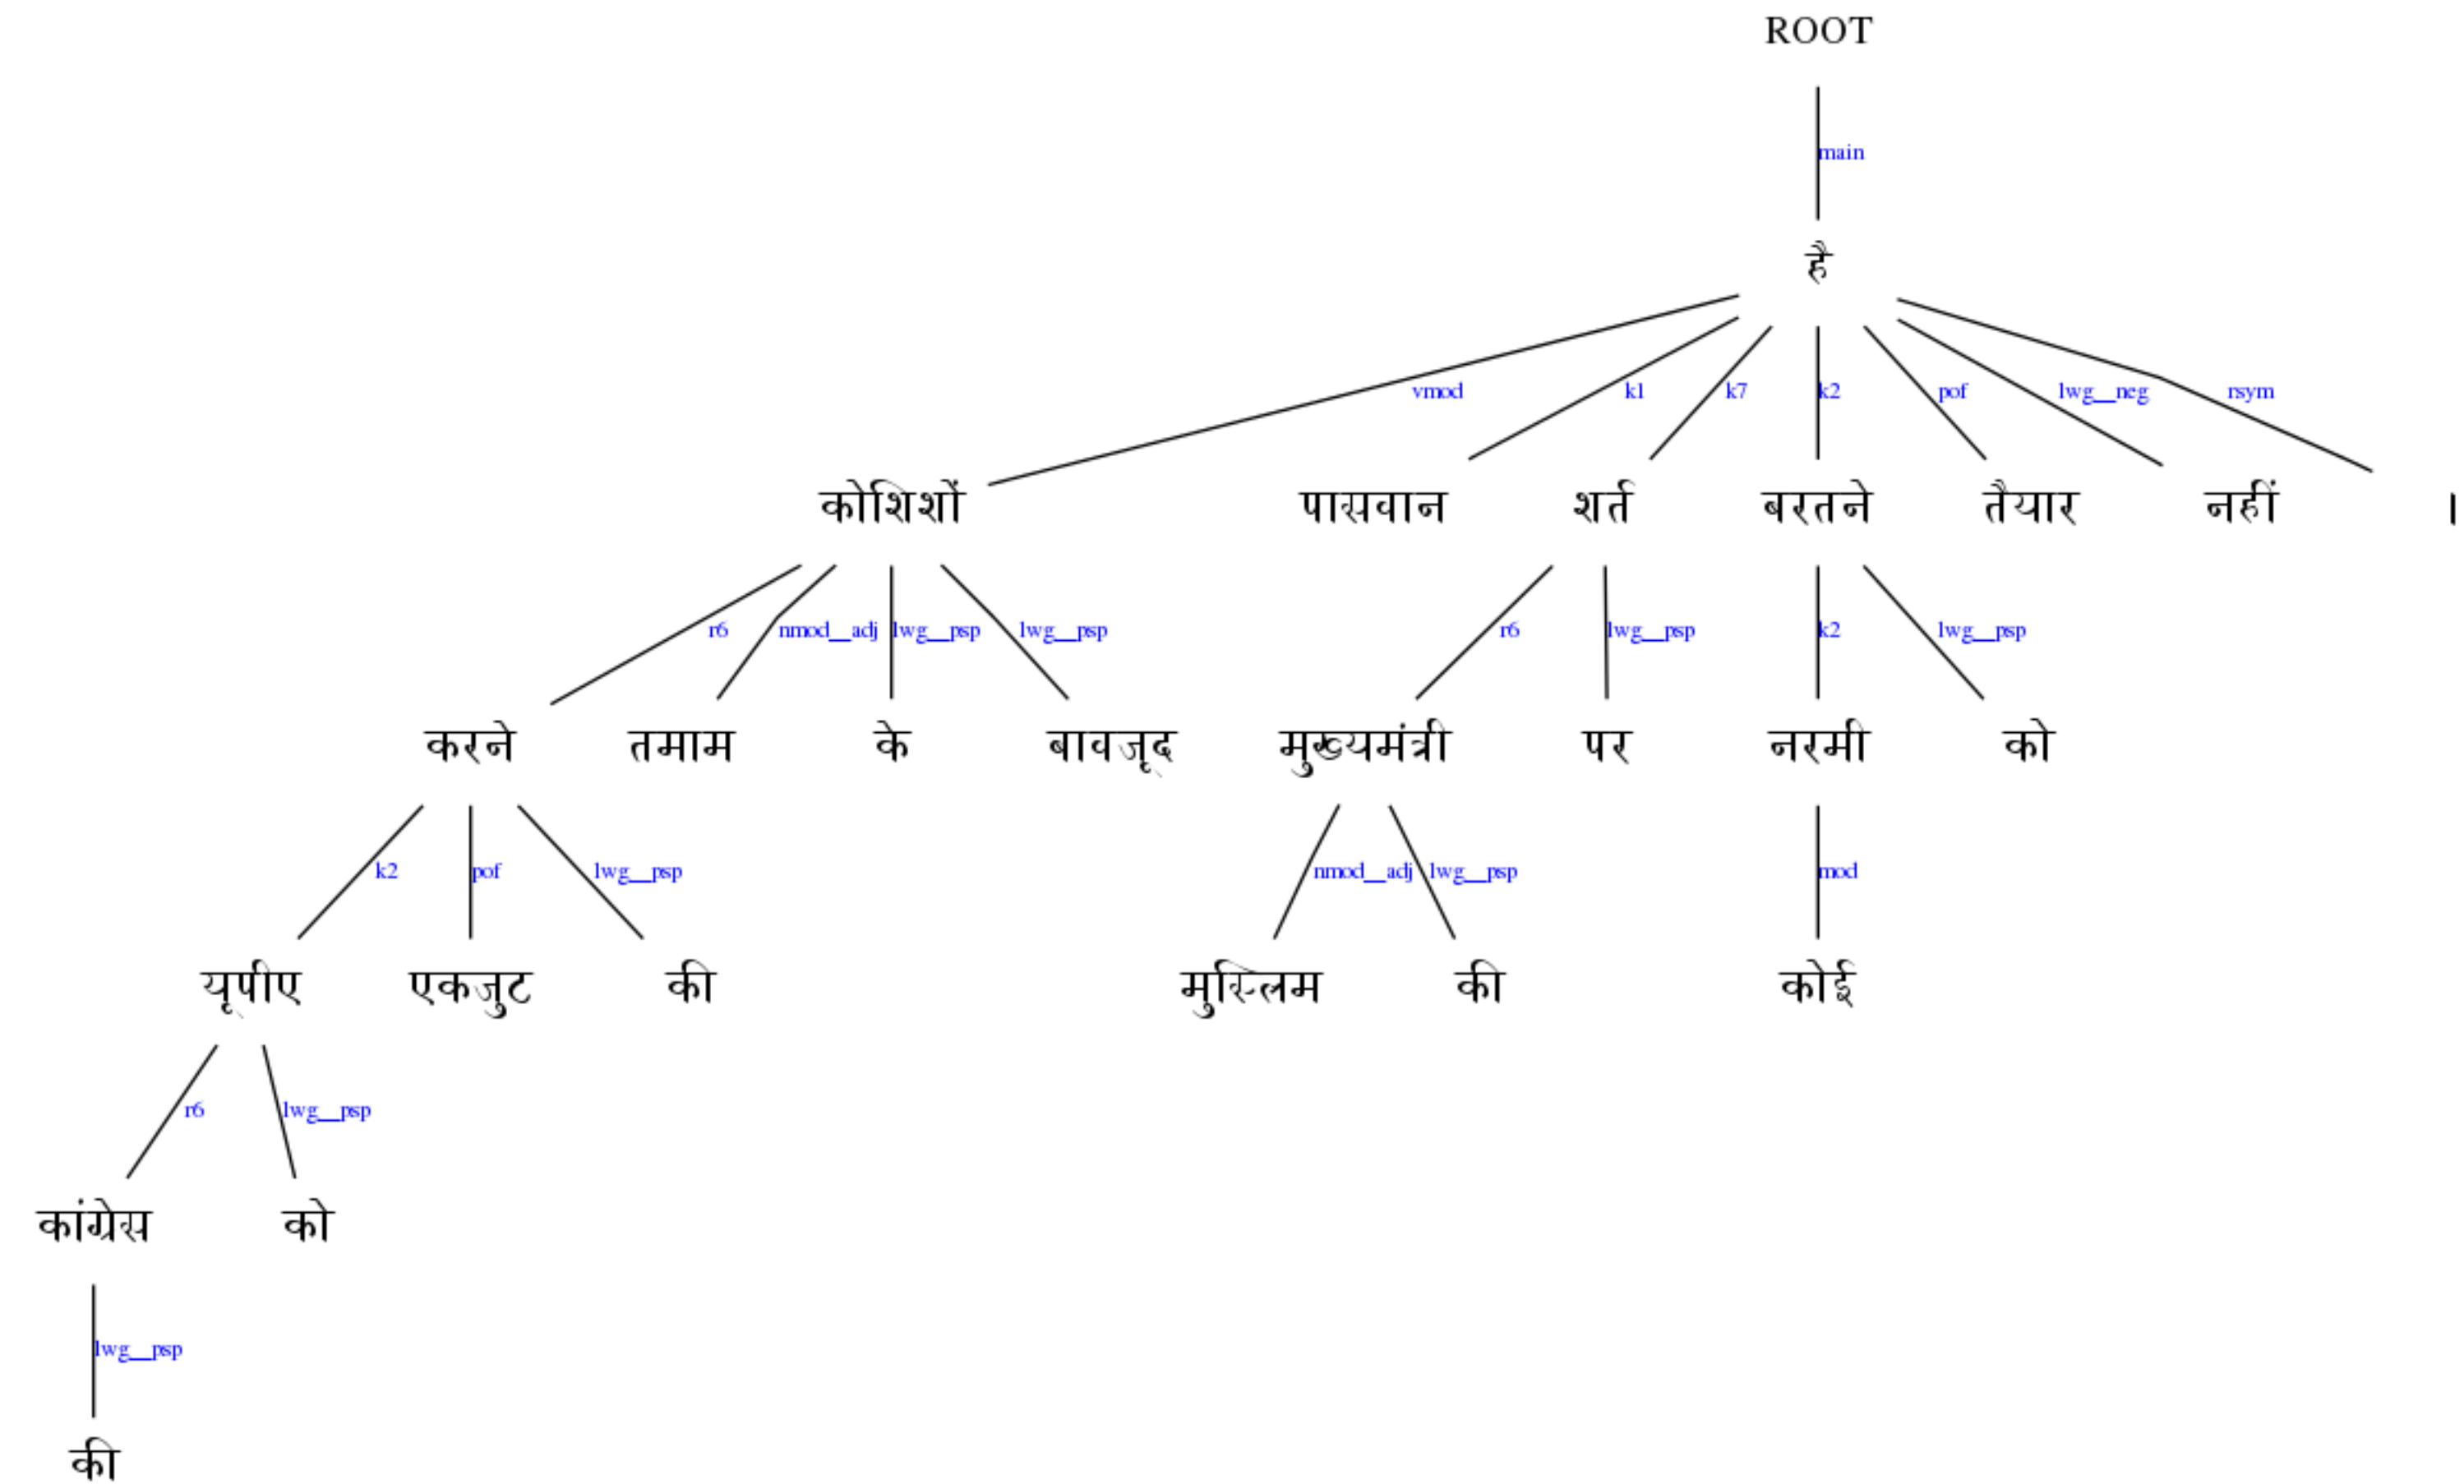 ROOT
main
है
vmod k1 k7 k2 pof lwg__neg rsym
कोशिशों पासवान शर्त बरतने तैयार नहीं ।
r6 nmod__adj lwg__psp lwg__psp r6 lwg__psp k2 lwg__psp
करने तमाम के बावजूद मुख्यमंत्री पर नरमी को
k2 pof lwg__psp nmod__adj lwg__psp mod
यूपीए एकजुट की मुस्लिम की कोई
r6 lwg__psp
कांग्रेस को
lwg__psp
की